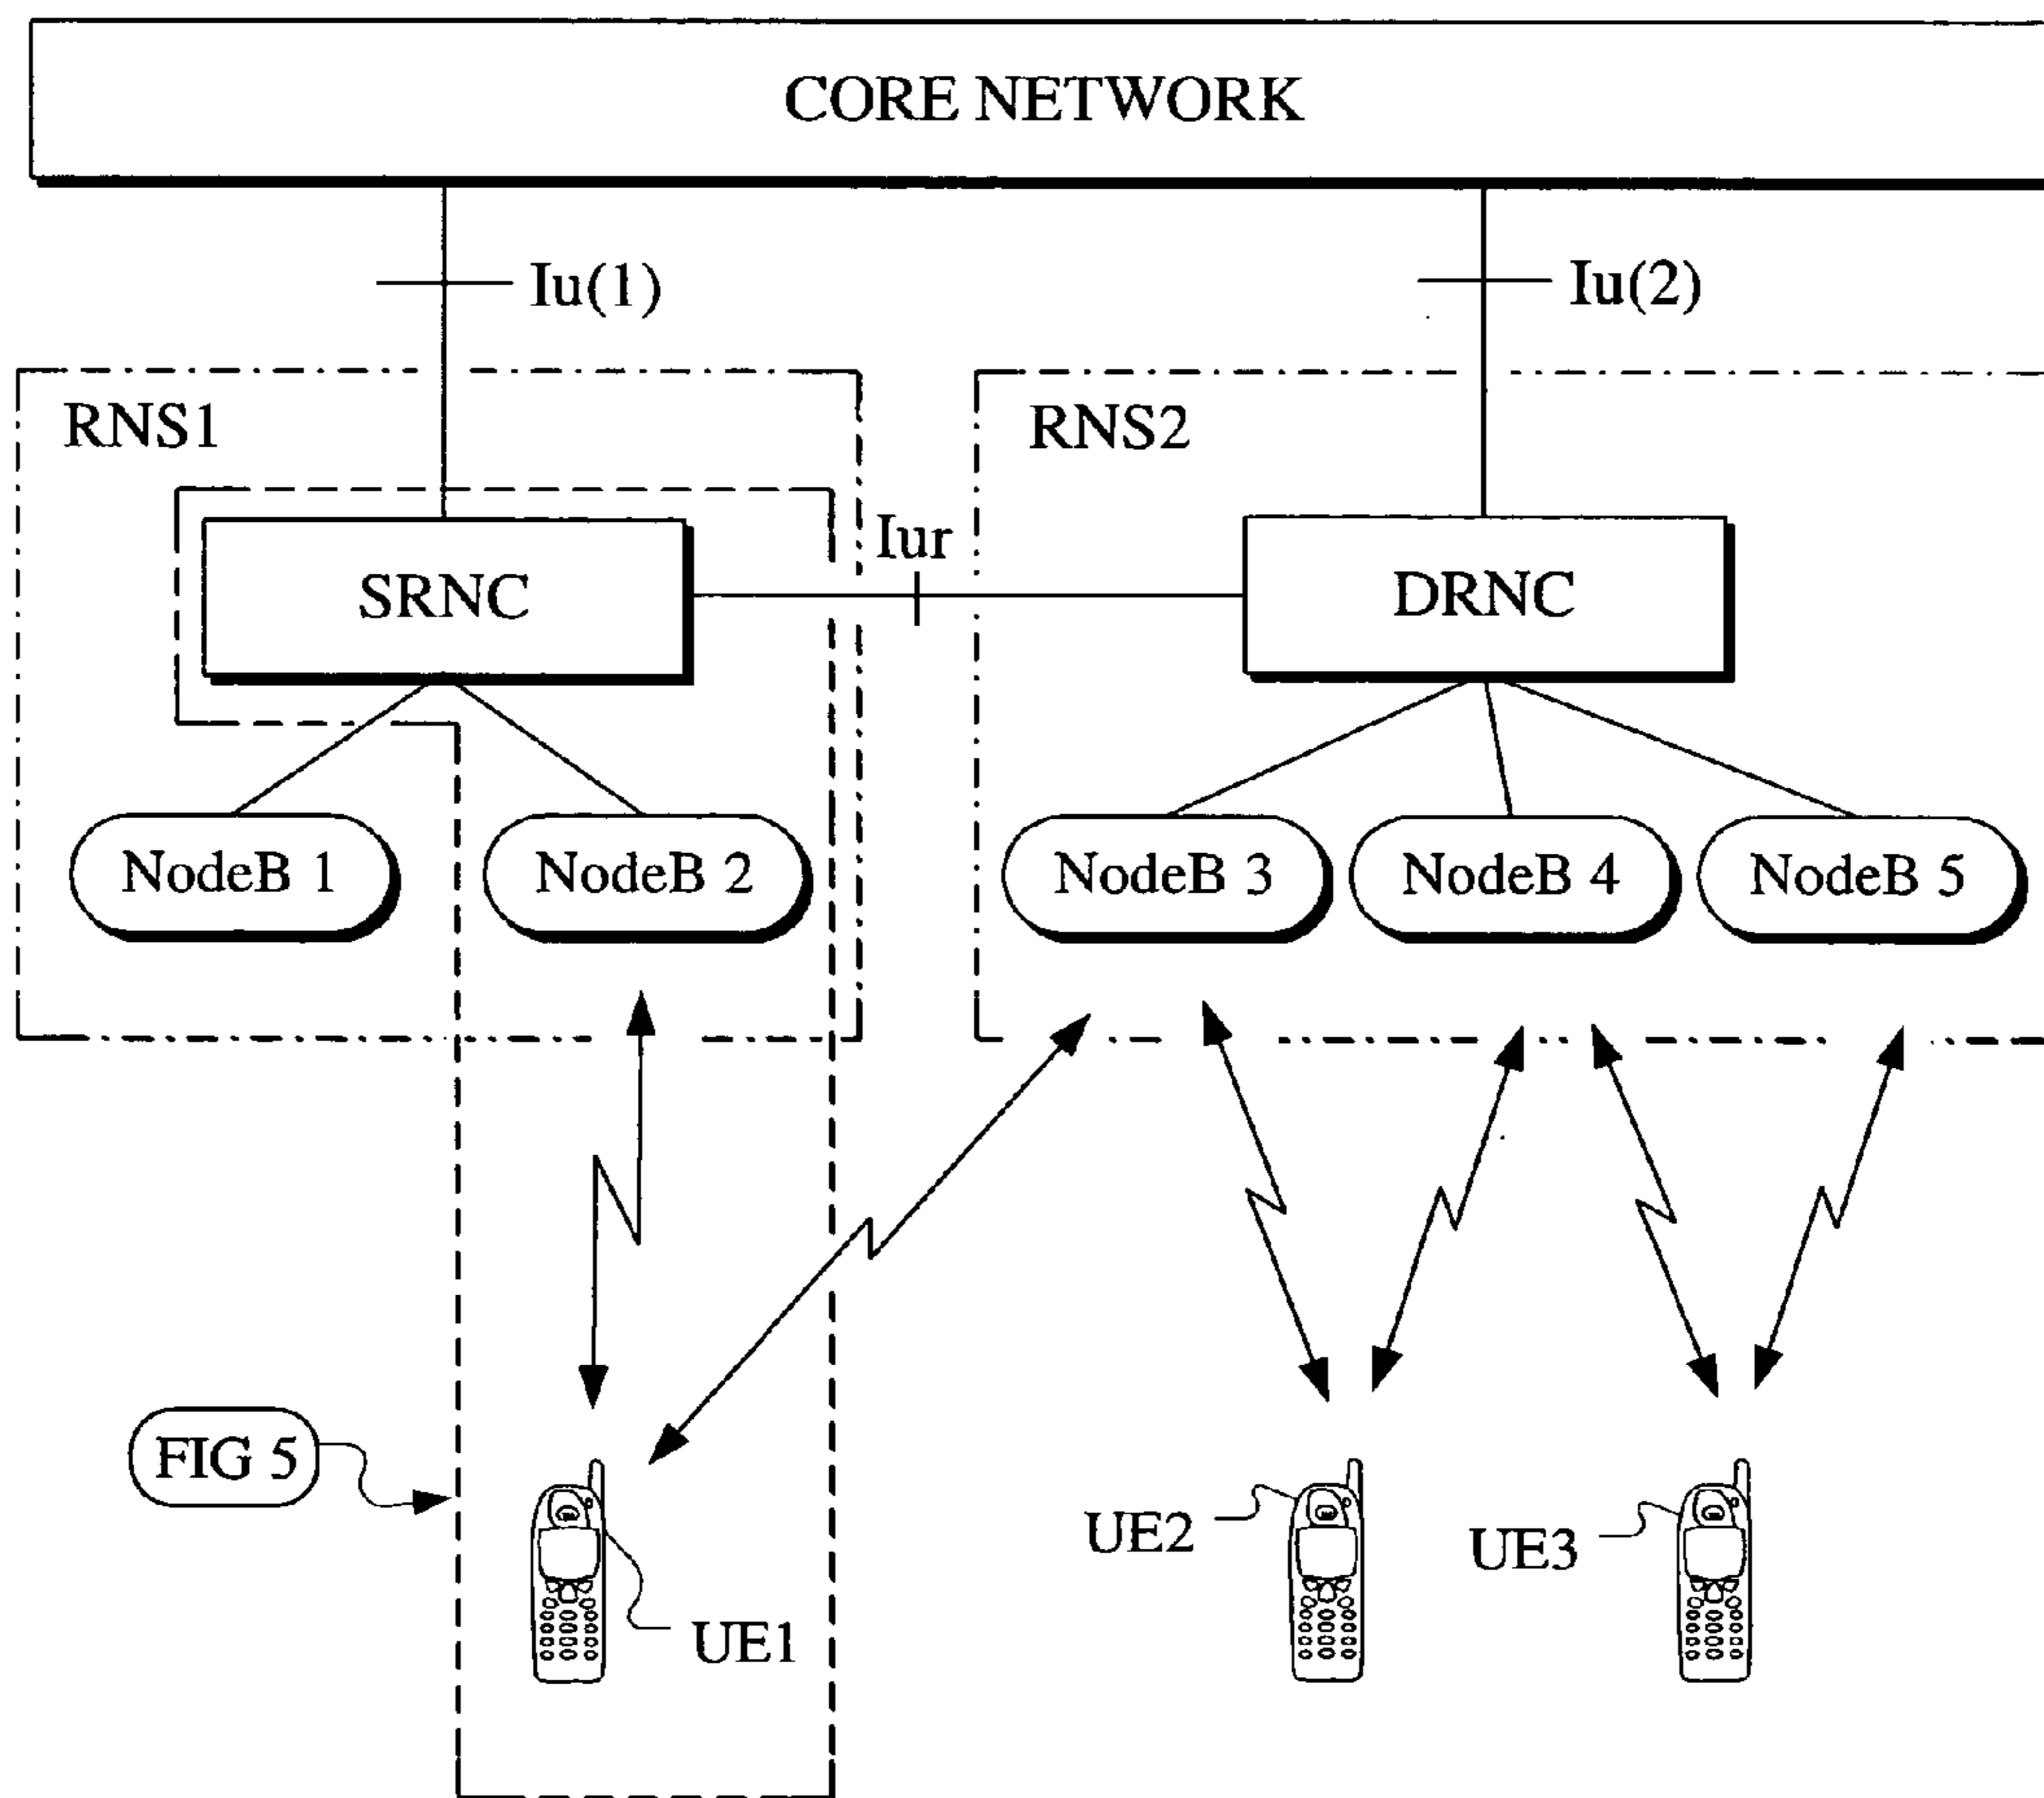 CORE NETWORK
Iu(1)
Iu(2)
RNS1
RNS2
Iur
SRNC
DRNC
NodeB 1
NodeB 2
NodeB 3
NodeB 4
NodeB 5
FIG 5
UE1
UE2
UE3